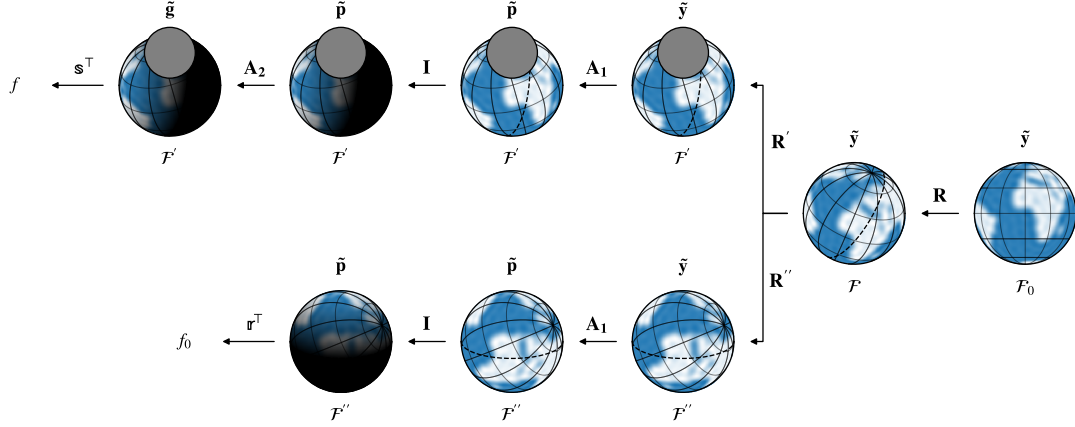 g̃ p̃ p̃ ỹ
f 𝕤⊤ A₂ I A₁
ℱ′ ℱ′ ℱ′ ℱ′
R′
ỹ ỹ
R
R′′
ℱ ℱ₀
p̃ p̃ ỹ
f₀ 𝕣⊤ I A₁
ℱ′′ ℱ′′ ℱ′′